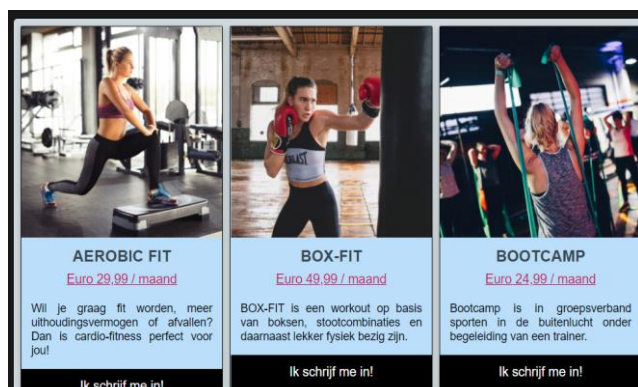 EVERLAST
AEROBIC FIT
Euro 29,99 / maand
Wil je graag fit worden, meer
uithoudingsvermogen of afvallen?
Dan is cardio-fitness perfect voor
jou!
Ik schrijf me in!
BOX-FIT
Euro 49,99 / maand
BOX-FIT is een workout op basis
van boksen, stootcombinaties en
daarnaast lekker fysiek bezig zijn.
Ik schrijf me in!
BOOTCAMP
Euro 24,99 / maand
Bootcamp is in groepsverband
sporten in de buitenlucht onder
begeleiding van een trainer.
Ik schrijf me in!